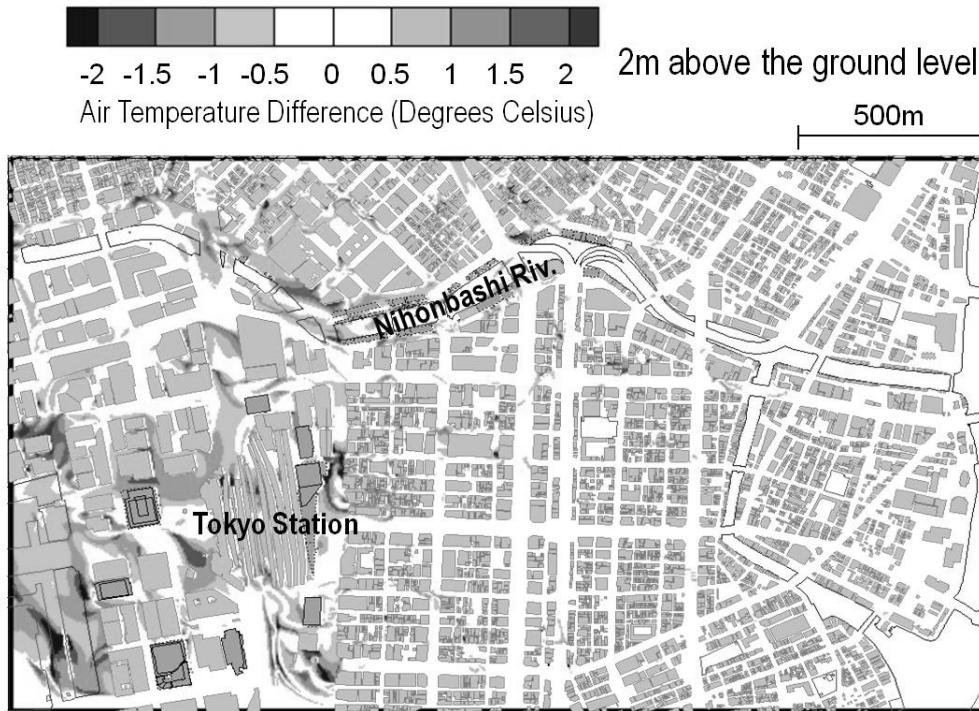 -2 -1.5 -1 -0.5 0 0.5 1 1.5 2
2m above the ground level
Air Temperature Difference (Degrees Celsius)
500m
Nihonbashi Riv.
Tokyo Station